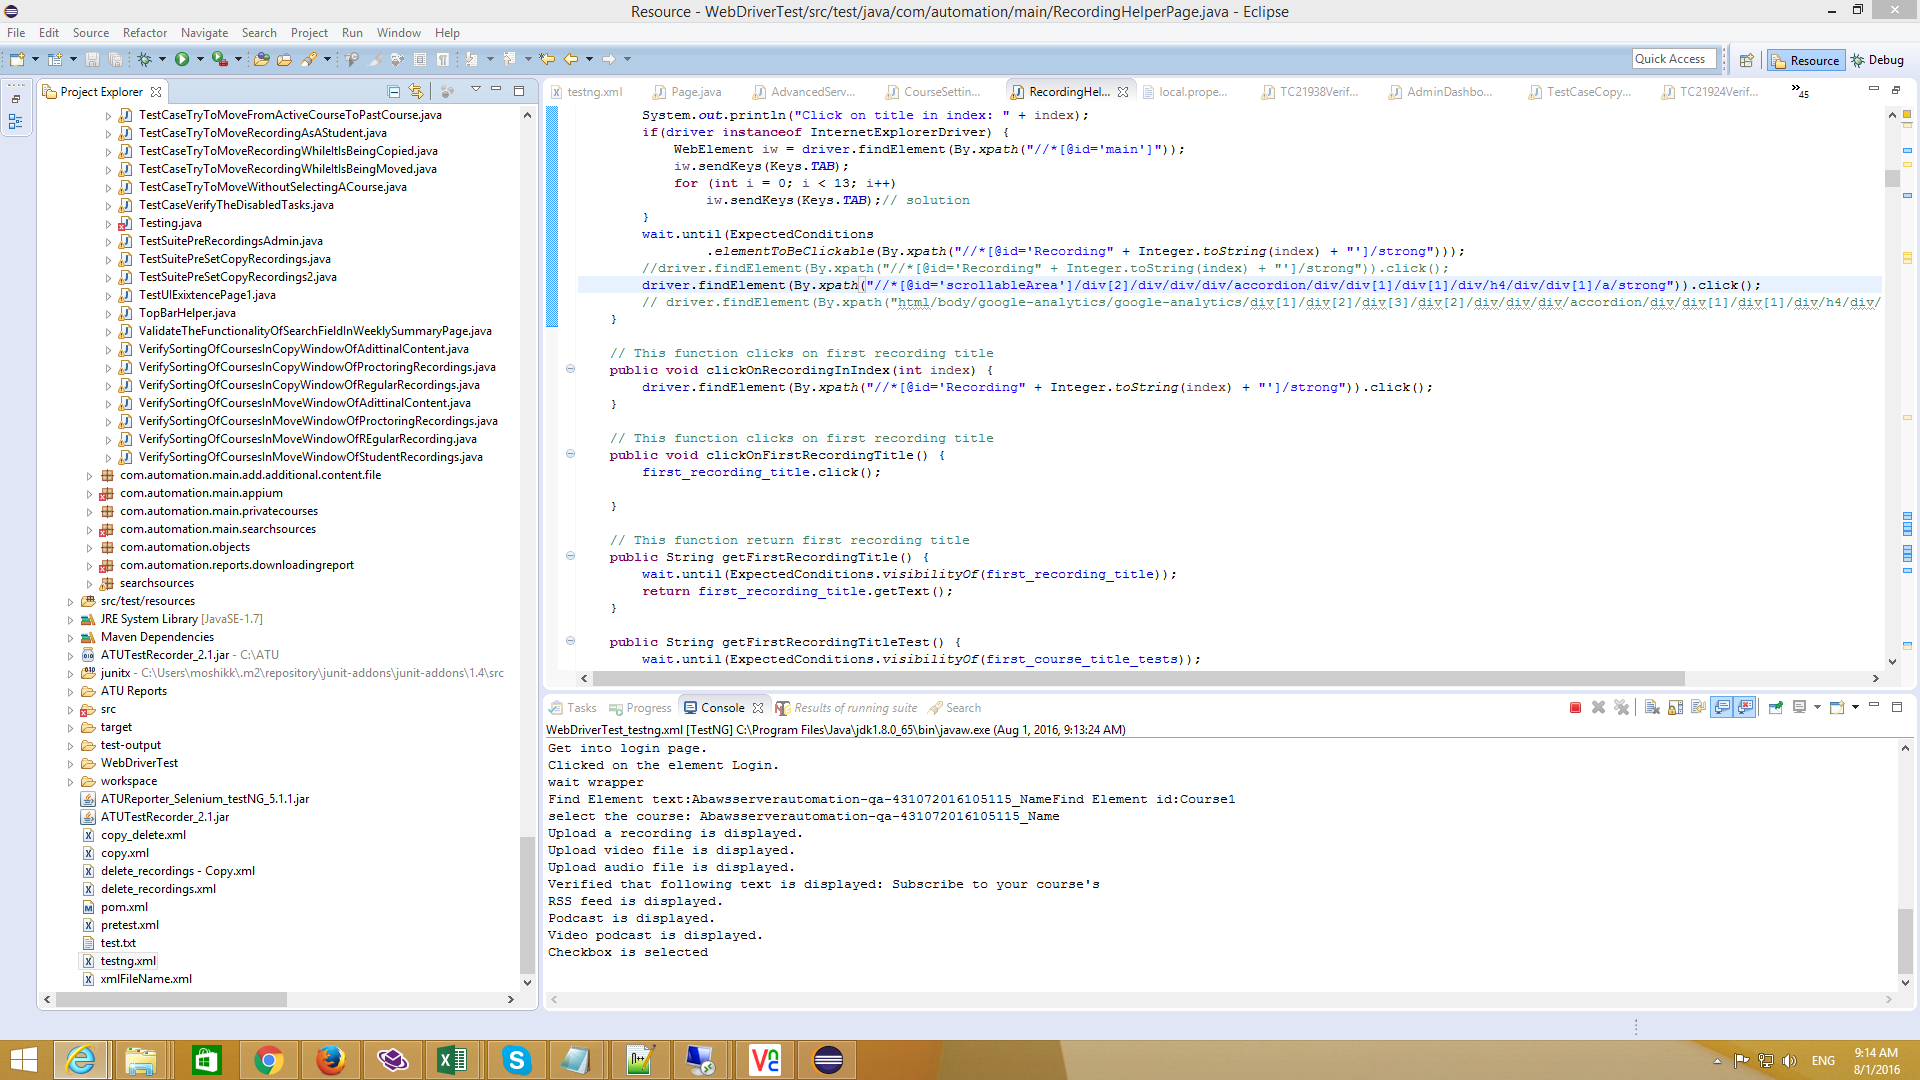 Resource - WebDriverTest/src/test/java/com/automation/main/RecordingHelperPage.java - Eclipse
File Edit Source Refactor Navigate Search Project Run Window Help
Quick Access
Resource
Debug
Project Explorer
TestCaseTryToMoveFromActiveCourseToPastCourse.java
TestCaseTryToMoveRecordingAsAStudent.java
TestCaseTryToMoveRecordingWhileItIsBeingCopied.java
TestCaseTryToMoveRecordingWhileItIsBeingMoved.java
TestCaseTryToMoveWithoutSelectingACourse.java
TestCaseVerifyTheDisabledTasks.java
Testing.java
TestSuitePreRecordingsAdmin.java
TestSuitePreSetCopyRecordings.java
TestSuitePreSetCopyRecordings2.java
TestUIExixtencePage1.java
TopBarHelper.java
ValidateTheFunctionalityOfSearchFieldInWeeklySummaryPage.java
VerifySortingOfCoursesInCopyWindowOfAdittinalContent.java
VerifySortingOfCoursesInCopyWindowOfProctoringRecordings.java
VerifySortingOfCoursesInCopyWindowOfRegularRecordings.java
VerifySortingOfCoursesInMoveWindowOfAdittinalContent.java
VerifySortingOfCoursesInMoveWindowOfProctoringRecordings.java
VerifySortingOfCoursesInMoveWindowOfREgularRecording.java
VerifySortingOfCoursesInMoveWindowOfStudentRecordings.java
com.automation.main.add.additional.content.file
com.automation.main.appium
com.automation.main.privatecourses
com.automation.main.searchsources
com.automation.objects
com.automation.reports.downloadingreport
searchsources
src/test/resources
JRE System Library [JavaSE-1.7]
Maven Dependencies
ATUTestRecorder_2.1.jar - C:\ATU
junitx - C:\Users\moshikk\.m2\repository\junit-addons\junit-addons\1.4\src
ATU Reports
src
target
test-output
WebDriverTest
workspace
ATUReporter_Selenium_testNG_5.1.1.jar
ATUTestRecorder_2.1.jar
copy_delete.xml
copy.xml
delete_recordings - Copy.xml
delete_recordings.xml
pom.xml
pretest.xml
test.txt
testng.xml
xmlFileName.xml
testng.xml Page.java AdvancedServ... CourseSettin... RecordingHel... local.prope... TC21938Verif... AdminDashbo... TestCaseCopy... TC21924Verif... »45
System.out.println("Click on title in index: " + index);
if(driver instanceof InternetExplorerDriver) {
WebElement iw = driver.findElement(By.xpath("//*[@id='main']"));
iw.sendKeys(Keys.TAB);
for (int i = 0; i < 13; i++)
iw.sendKeys(Keys.TAB);// solution
}
wait.until(ExpectedConditions
.elementToBeClickable(By.xpath("//*[@id='Recording" + Integer.toString(index) + "']/strong")));
//driver.findElement(By.xpath("//*[@id='Recording" + Integer.toString(index) + "']/strong")).click();
driver.findElement(By.xpath("//*[@id='scrollableArea']/div[2]/div/div/div/accordion/div/div[1]/div[1]/div/h4/div/div[1]/a/strong")).click();
// driver.findElement(By.xpath("html/body/google-analytics/google-analytics/div[1]/div[2]/div[3]/div[2]/div/div/div/accordion/div/div[1]/div[1]/div/h4/div/
}
// This function clicks on first recording title
public void clickOnRecordingInIndex(int index) {
driver.findElement(By.xpath("//*[@id='Recording" + Integer.toString(index) + "']/strong")).click();
}
// This function clicks on first recording title
public void clickOnFirstRecordingTitle() {
first_recording_title.click();
}
// This function return first recording title
public String getFirstRecordingTitle() {
wait.until(ExpectedConditions.visibilityOf(first_recording_title));
return first_recording_title.getText();
}
public String getFirstRecordingTitleTest() {
wait.until(ExpectedConditions.visibilityOf(first_course_title_tests));
Tasks Progress Console Results of running suite Search
WebDriverTest_testng.xml [TestNG] C:\Program Files\Java\jdk1.8.0_65\bin\javaw.exe (Aug 1, 2016, 9:13:24 AM)
Get into login page.
Clicked on the element Login.
wait wrapper
Find Element text:Abawsserverautomation-qa-431072016105115_NameFind Element id:Course1
select the course: Abawsserverautomation-qa-431072016105115_Name
Upload a recording is displayed.
Upload video file is displayed.
Upload audio file is displayed.
Verified that following text is displayed: Subscribe to your course's
RSS feed is displayed.
Podcast is displayed.
Video podcast is displayed.
Checkbox is selected
ENG
9:14 AM
8/1/2016